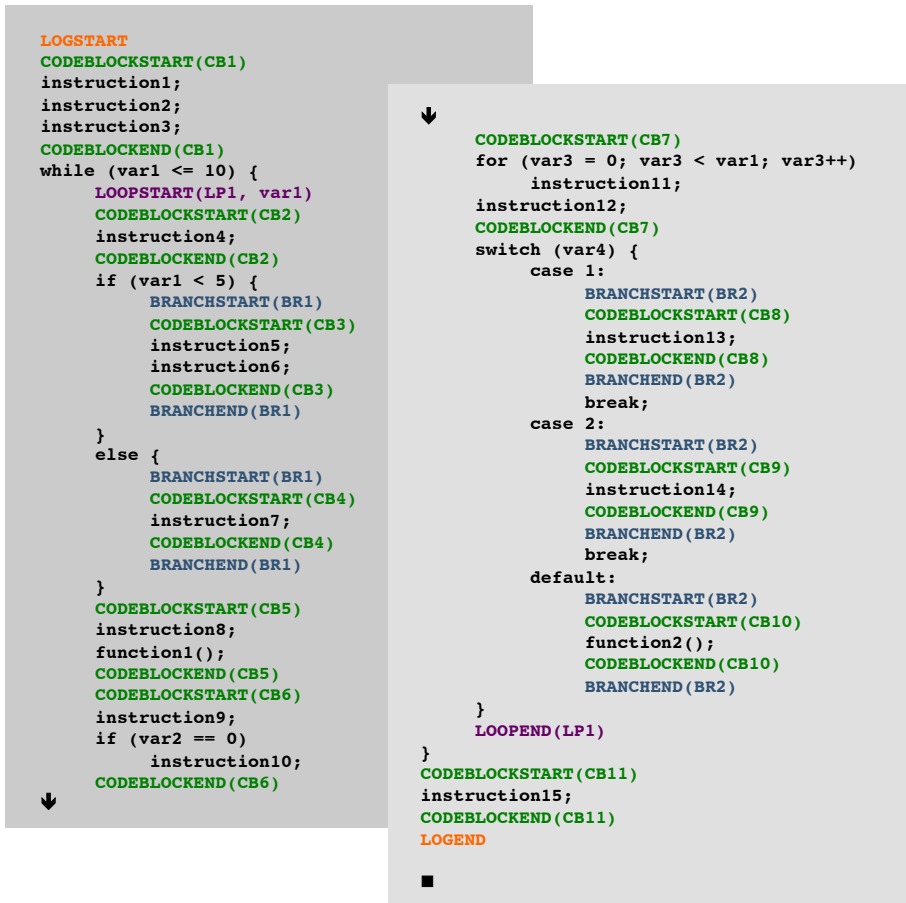 LOGSTART
CODEBLOCKSTART(CB1)
instruction1;
instruction2;
instruction3;
CODEBLOCKEND(CB1)
while (var1 <= 10) {
LOOPSTART(LP1, var1)
CODEBLOCKSTART(CB2)
instruction4;
CODEBLOCKEND(CB2)
if (var1 < 5) {
BRANCHSTART(BR1)
CODEBLOCKSTART(CB3)
instruction5;
instruction6;
CODEBLOCKEND(CB3)
BRANCHEND(BR1)
}
else {
BRANCHSTART(BR1)
CODEBLOCKSTART(CB4)
instruction7;
CODEBLOCKEND(CB4)
BRANCHEND(BR1)
}
CODEBLOCKSTART(CB5)
instruction8;
function1();
CODEBLOCKEND(CB5)
CODEBLOCKSTART(CB6)
instruction9;
if (var2 == 0)
instruction10;
CODEBLOCKEND(CB6)
CODEBLOCKSTART(CB7)
for (var3 = 0; var3 < var1; var3++)
instruction11;
instruction12;
CODEBLOCKEND(CB7)
switch (var4) {
case 1:
BRANCHSTART(BR2)
CODEBLOCKSTART(CB8)
instruction13;
CODEBLOCKEND(CB8)
BRANCHEND(BR2)
break;
case 2:
BRANCHSTART(BR2)
CODEBLOCKSTART(CB9)
instruction14;
CODEBLOCKEND(CB9)
BRANCHEND(BR2)
break;
default:
BRANCHSTART(BR2)
CODEBLOCKSTART(CB10)
function2();
CODEBLOCKEND(CB10)
BRANCHEND(BR2)
}
LOOPEND(LP1)
}
CODEBLOCKSTART(CB11)
instruction15;
CODEBLOCKEND(CB11)
LOGEND